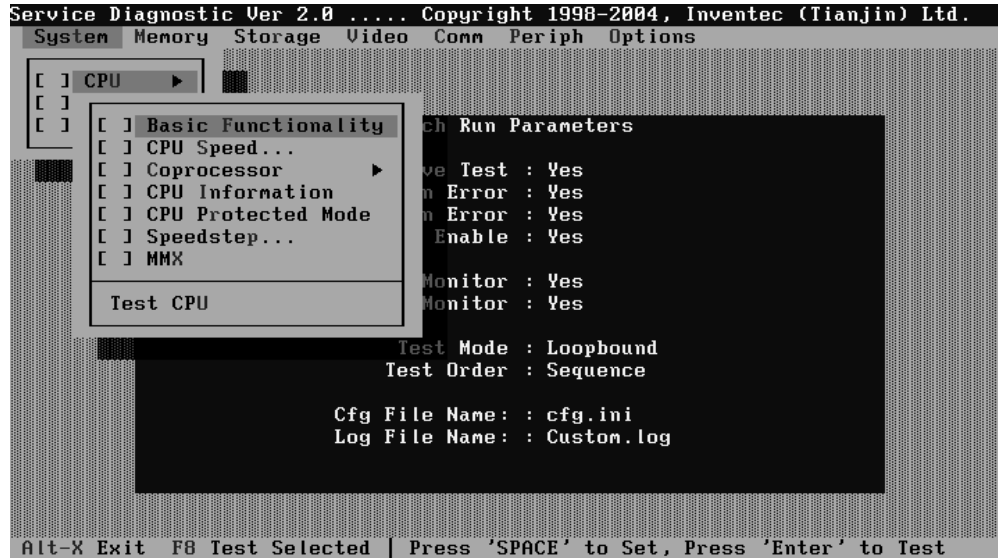 Service Diagnostic Ver 2.0 ..... Copyright 1998-2004, Inventec (Tianjin) Ltd.
System Memory Storage Video Comm Periph Options
[ ] CPU ►
[ ]
[ ]
[ ] Basic Functionality
[ ] CPU Speed...
[ ] Coprocessor ►
[ ] CPU Information
[ ] CPU Protected Mode
[ ] Speedstep...
[ ] MMX
Test CPU
Run Parameters
Test : Yes
Error : Yes
Error : Yes
Enable : Yes
Monitor : Yes
Monitor : Yes
Test Mode : Loopbound
Test Order : Sequence
Cfg File Name: : cfg.ini
Log File Name: : Custom.log
Alt-X Exit F8 Test Selected | Press 'SPACE' to Set, Press 'Enter' to Test